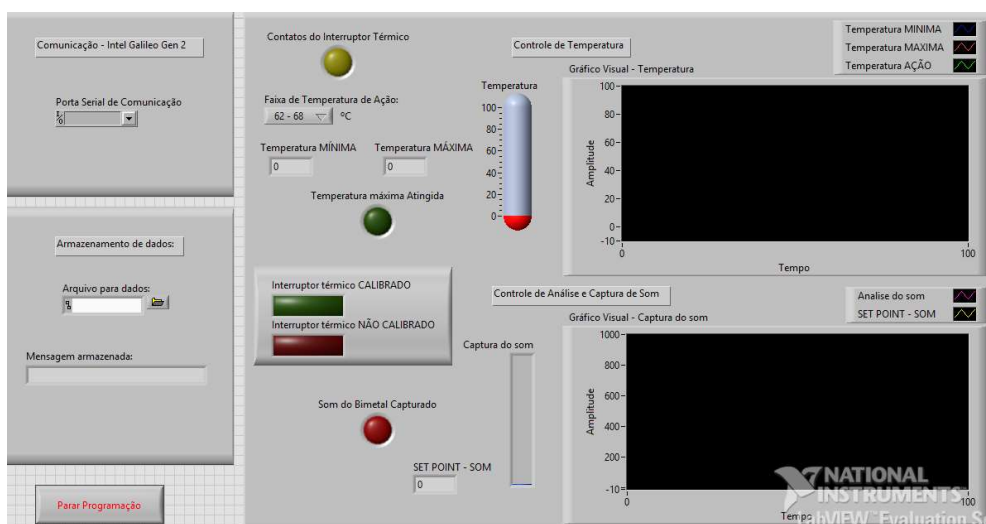 Comunicação - Intel Galileo Gen 2
Porta Serial de Comunicação
Armazenamento de dados:
Arquivo para dados:
Mensagem armazenada:
Parar Programação
Contatos do Interruptor Térmico
Faixa de Temperatura de Ação:
62 - 68 ºC
Temperatura MÍNIMA Temperatura MÁXIMA
0 0
Temperatura máxima Atingida
Interruptor térmico CALIBRADO
Interruptor térmico NÃO CALIBRADO
Som do Bimetal Capturado
SET POINT - SOM
0
Captura do som
Controle de Temperatura
Temperatura
100
80
60
40
20
0
Temperatura MINIMA
Temperatura MAXIMA
Temperatura AÇÃO
Gráfico Visual - Temperatura
Amplitude
100
80
60
40
20
0
-10
0 100
Tempo
Controle de Análise e Captura de Som
Analise do som
SET POINT - SOM
Gráfico Visual - Captura do som
Amplitude
1000
800
600
400
200
-10
0 100
Tempo
NATIONAL
INSTRUMENTS
LabVIEW™ Evaluation